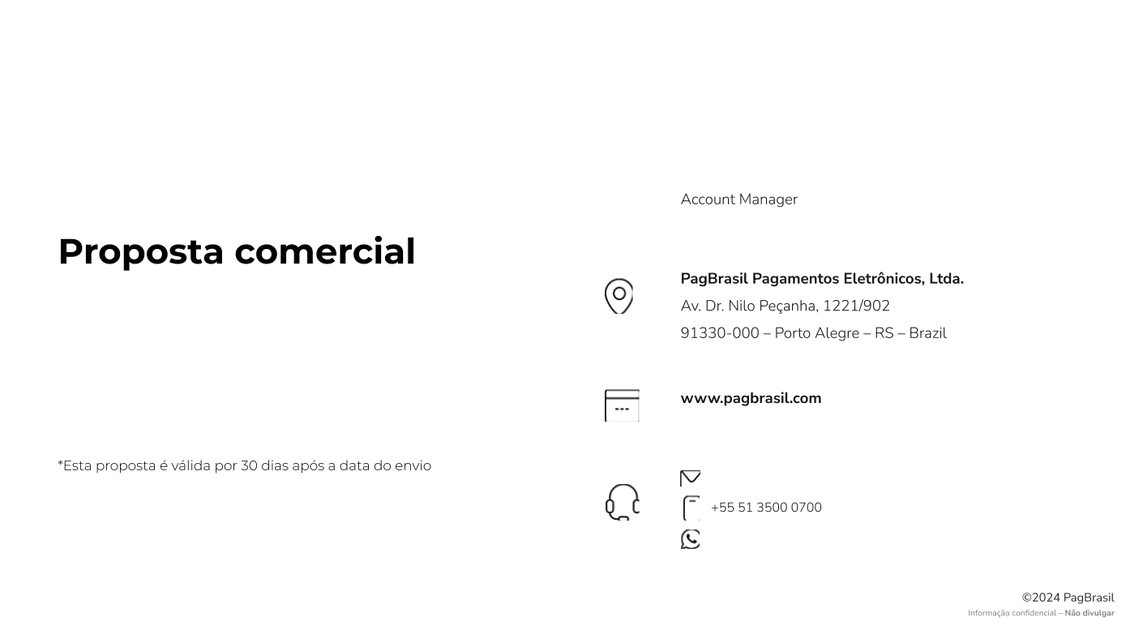 Proposta comercial
*Esta proposta é válida por 30 dias após a data do envio
Account Manager
PagBrasil Pagamentos Eletrônicos, Ltda.
Av. Dr. Nilo Peçanha, 1221/902
91330-000 – Porto Alegre – RS – Brazil
www.pagbrasil.com
+55 51 3500 0700
©2024 PagBrasil
Informação confidencial – Não divulgar